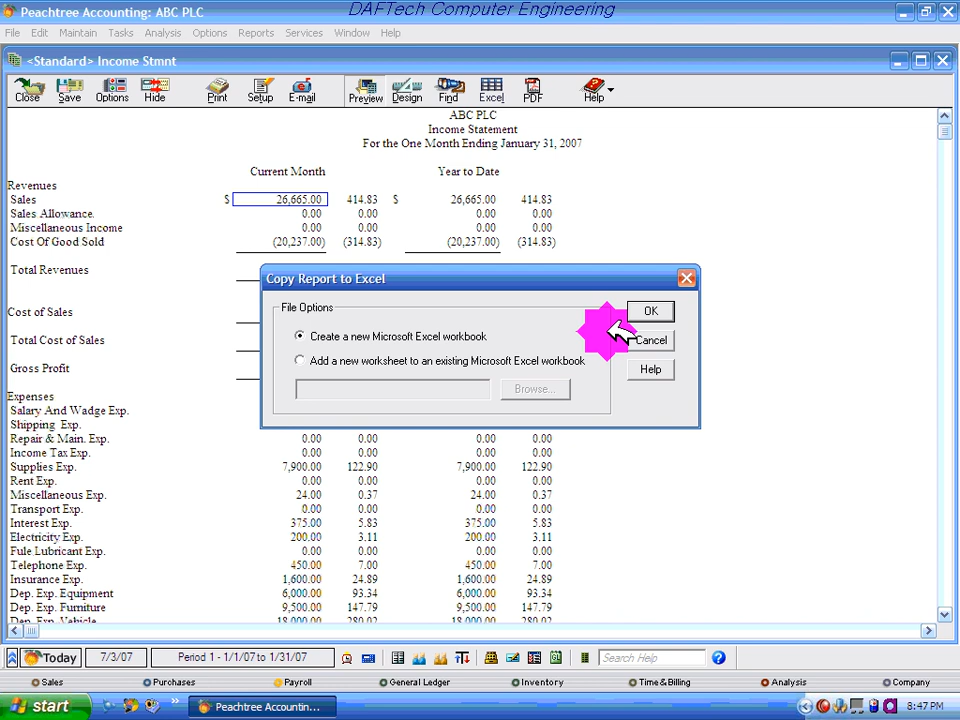 DAFTech Computer Engineering
Peachtree Accounting: ABC PLC
File Edit Maintain Tasks Analysis Options Reports Services Window Help
<Standard> Income Stmnt
Close Save Options Hide Print Setup E-mail Preview Design Find Excel PDF Help
ABC PLC
Income Statement
For the One Month Ending January 31, 2007
Current Month Year to Date
Revenues
Sales $ 26,665.00 414.83 $ 26,665.00 414.83
Sales Allowance. 0.00 0.00 0.00 0.00
Miscellaneous Income 0.00 0.00 0.00 0.00
Cost Of Good Sold (20,237.00) (314.83) (20,237.00) (314.83)
Total Revenues
Cost of Sales
Total Cost of Sales
Gross Profit
Copy Report to Excel
File Options
Create a new Microsoft Excel workbook
Add a new worksheet to an existing Microsoft Excel workbook
Browse...
OK
Cancel
Help
Expenses
Salary And Wadge Exp.
Shipping Exp.
Repair & Main. Exp. 0.00 0.00 0.00 0.00
Income Tax Exp. 0.00 0.00 0.00 0.00
Supplies Exp. 7,900.00 122.90 7,900.00 122.90
Rent Exp. 0.00 0.00 0.00 0.00
Miscellaneous Exp. 24.00 0.37 24.00 0.37
Transport Exp. 0.00 0.00 0.00 0.00
Interest Exp. 375.00 5.83 375.00 5.83
Electricity Exp. 200.00 3.11 200.00 3.11
Fule Lubricant Exp. 0.00 0.00 0.00 0.00
Telephone Exp. 450.00 7.00 450.00 7.00
Insurance Exp. 1,600.00 24.89 1,600.00 24.89
Dep. Exp. Equipment 6,000.00 93.34 6,000.00 93.34
Dep. Exp. Furniture 9,500.00 147.79 9,500.00 147.79
Dep. Exp. Vehicle 18,000.00 280.02 18,000.00 280.02
Today 7/3/07 Period 1 - 1/1/07 to 1/31/07 Search Help
Sales Purchases Payroll General Ledger Inventory Time & Billing Analysis Company
start Peachtree Accountin... 8:47 PM